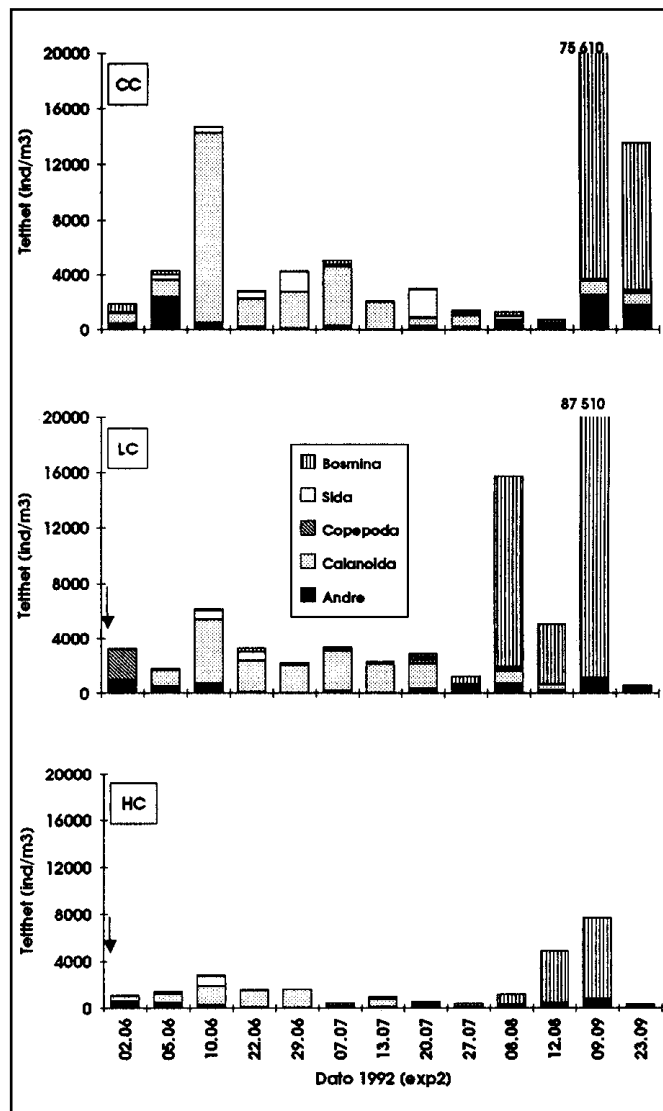 75 610
20000
16000
12000
8000
4000
0
CC
Tetthet (ind/m3)
87 510
20000
16000
12000
8000
4000
0
LC
Tetthet (ind/m3)
Bosmina
Sida
Copepoda
Calanoida
Andre
20000
16000
12000
8000
4000
0
HC
Tetthet (ind/m3)
02.06
05.06
10.06
22.06
29.06
07.07
13.07
20.07
27.07
08.08
12.08
09.09
23.09
Dato 1992 (exp2)